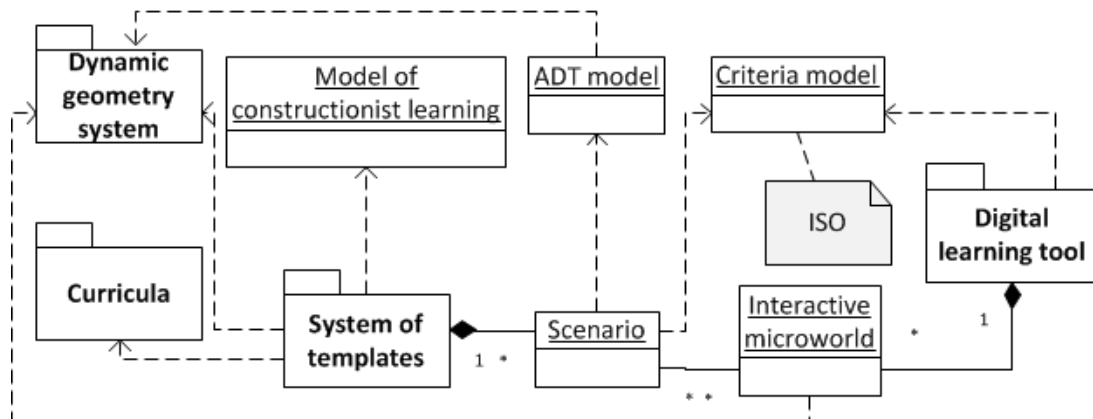 Dynamic
geometry
system
Model of
constructionist learning
ADT model
Criteria model
ISO
Digital
learning tool
Curricula
System of
templates
1 *
Scenario
* *
Interactive
microworld
*
1